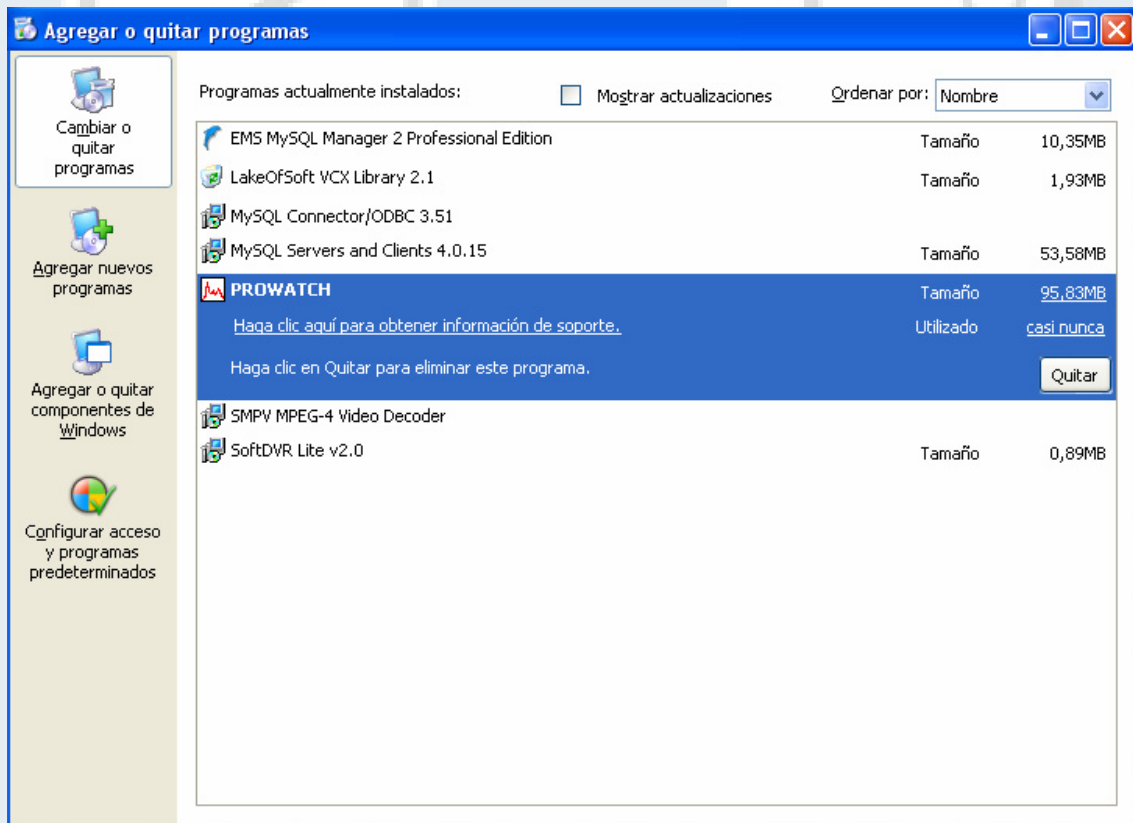 Agregar o quitar programas
Cambiar o
quitar
programas
Agregar nuevos
programas
Agregar o quitar
componentes de
Windows
Configurar acceso
y programas
predeterminados
Programas actualmente instalados:
Mostrar actualizaciones
Ordenar por: Nombre
EMS MySQL Manager 2 Professional Edition Tamaño 10,35MB
LakeOfSoft VCX Library 2.1 Tamaño 1,93MB
MySQL Connector/ODBC 3.51
MySQL Servers and Clients 4.0.15 Tamaño 53,58MB
PROWATCH Tamaño 95,83MB
Haga clic aquí para obtener información de soporte. Utilizado casi nunca
Haga clic en Quitar para eliminar este programa. Quitar
SMPV MPEG-4 Video Decoder
SoftDVR Lite v2.0 Tamaño 0,89MB